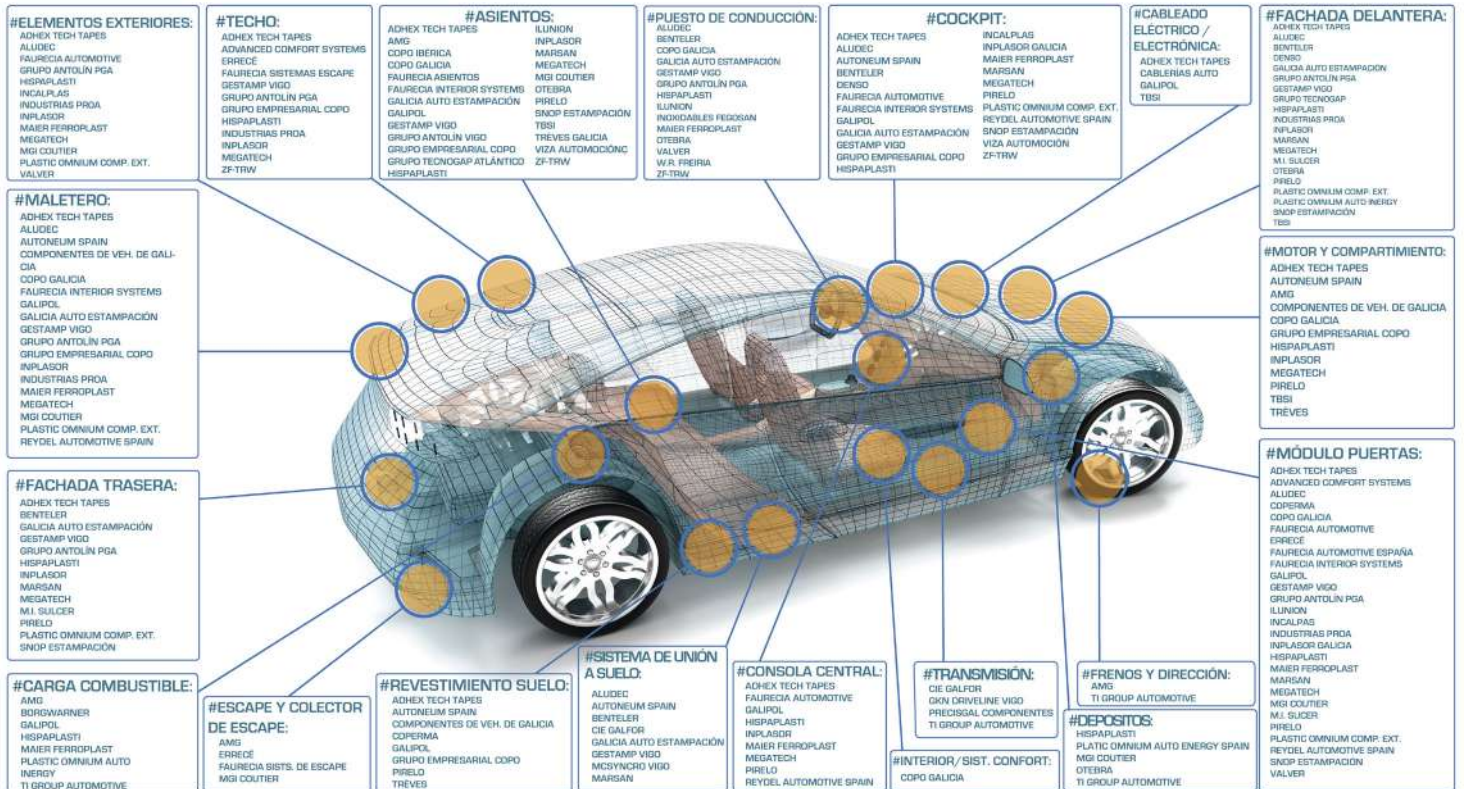 #ELEMENTOS EXTERIORES:
ADHEX TECH TAPES
ALUDEC
FAURECIA AUTOMOTIVE
GRUPO ANTOLÍN PGA
HISPAPLASTI
INCALPLAS
INDUSTRIAS PROA
INPLASOR
MAIER FERROPLAST
MEGATECH
MGI COUTIER
PLASTIC OMNIUM COMP. EXT.
VALVER
#TECHO:
ADHEX TECH TAPES
ADVANCED COMFORT SYSTEMS
ERRECÉ
FAURECIA SISTEMAS ESCAPE
GESTAMP VIGO
GRUPO ANTOLÍN PGA
GRUPO EMPRESARIAL COPO
HISPAPLASTI
INDUSTRIAS PROA
INPLASOR
MEGATECH
ZF-TRW
#ASIENTOS:
ADHEX TECH TAPES
AMG
COPO IBÉRICA
COPO GALICIA
FAURECIA ASIENTOS
FAURECIA INTERIOR SYSTEMS
GALICIA AUTO ESTAMPACIÓN
GALIPOL
GESTAMP VIGO
GRUPO ANTOLÍN VIGO
GRUPO EMPRESARIAL COPO
GRUPO TECNOGAP ATLÁNTICO
HISPAPLASTI
ILUNION
INPLASOR
MARSAN
MEGATECH
MGI COUTIER
OTEBRA
PIRELO
SNOP ESTAMPACIÓN
TBSI
TRÈVES GALICIA
VIZA AUTOMOCIÓNC
ZF-TRW
#PUESTO DE CONDUCCIÓN:
ALUDEC
BENTELER
COPO GALICIA
GALICIA AUTO ESTAMPACIÓN
GESTAMP VIGO
GRUPO ANTOLÍN PGA
HISPAPLASTI
ILUNION
INOXIDABLES FEGOSAN
MAIER FERROPLAST
OTEBRA
VALVER
W.R. FREIRIA
ZF-TRW
#COCKPIT:
ADHEX TECH TAPES
ALUDEC
AUTONEUM SPAIN
BENTELER
DENSO
FAURECIA AUTOMOTIVE
FAURECIA INTERIOR SYSTEMS
GALIPOL
GALICIA AUTO ESTAMPACIÓN
GESTAMP VIGO
GRUPO EMPRESARIAL COPO
HISPAPLASTI
INCALPLAS
INPLASOR GALICIA
MAIER FERROPLAST
MARSAN
MEGATECH
PIRELO
PLASTIC OMNIUM COMP. EXT.
REYDEL AUTOMOTIVE SPAIN
SNOP ESTAMPACIÓN
VIZA AUTOMOCIÓN
ZF-TRW
#CABLEADO
ELÉCTRICO /
ELECTRÓNICA:
ADHEX TECH TAPES
CABLERÍAS AUTO
GALIPOL
TBSI
#FACHADA DELANTERA:
ADHEX TECH TAPES
ALUDEC
BENTELER
DENSO
GALICIA AUTO ESTAMPACIÓN
GRUPO ANTOLÍN PGA
GESTAMP VIGO
GRUPO TECNOGAP
HISPAPLASTI
INDUSTRIAS PROA
INPLASOR
MARSAN
MEGATECH
M.I. SULCER
OTEBRA
PIRELO
PLASTIC OMNIUM COMP. EXT.
PLASTIC OMNIUM AUTO INERGY
SNOP ESTAMPACIÓN
TBSI
#MALETERO:
ADHEX TECH TAPES
ALUDEC
AUTONEUM SPAIN
COMPONENTES DE VEH. DE GALI-
CIA
COPO GALICIA
FAURECIA INTERIOR SYSTEMS
GALIPOL
GALICIA AUTO ESTAMPACIÓN
GESTAMP VIGO
GRUPO ANTOLÍN PGA
GRUPO EMPRESARIAL COPO
INPLASOR
INDUSTRIAS PROA
MAIER FERROPLAST
MEGATECH
MGI COUTIER
PLASTIC OMNIUM COMP. EXT.
REYDEL AUTOMOTIVE SPAIN
#MOTOR Y COMPARTIMIENTO:
ADHEX TECH TAPES
AUTONEUM SPAIN
AMG
COMPONENTES DE VEH. DE GALICIA
COPO GALICIA
GRUPO EMPRESARIAL COPO
HISPAPLASTI
INPLASOR
MEGATECH
PIRELO
TBSI
TRÈVES
#FACHADA TRASERA:
ADHEX TECH TAPES
BENTELER
GALICIA AUTO ESTAMPACIÓN
GESTAMP VIGO
GRUPO ANTOLÍN PGA
HISPAPLASTI
INPLASOR
MARSAN
MEGATECH
M.I. SULCER
PIRELO
PLASTIC OMNIUM COMP. EXT.
SNOP ESTAMPACIÓN
#MÓDULO PUERTAS:
ADHEX TECH TAPES
ADVANCED COMFORT SYSTEMS
ALUDEC
COPERMA
COPO GALICIA
FAURECIA AUTOMOTIVE
ERRECÉ
FAURECIA AUTOMOTIVE ESPAÑA
FAURECIA INTERIOR SYSTEMS
GALIPOL
GESTAMP VIGO
GRUPO ANTOLÍN PGA
ILUNION
INCALPAS
INDUSTRIAS PROA
INPLASOR GALICIA
HISPAPLASTI
MAIER FERROPLAST
MARSAN
MEGATECH
MGI COUTIER
M.I. SLICER
PIRELO
PLASTIC OMNIUM COMP. EXT.
REYDEL AUTOMOTIVE SPAIN
SNOP ESTAMPACIÓN
VALVER
#CARGA COMBUSTIBLE:
AMG
BORGWARNER
GALIPOL
HISPAPLASTI
MAIER FERROPLAST
PLASTIC OMNIUM AUTO
INERGY
TI GROUP AUTOMOTIVE
#ESCAPE Y COLECTOR
DE ESCAPE:
AMG
ERRECÉ
FAURECIA SISTS. DE ESCAPE
MGI COUTIER
#REVESTIMIENTO SUELO:
ADHEX TECH TAPES
AUTONEUM SPAIN
COMPONENTES DE VEH. DE GALICIA
COPERMA
GALIPOL
GRUPO EMPRESARIAL COPO
PIRELO
TRÈVES
#SISTEMA DE UNIÓN
A SUELO:
ALUDEC
AUTONEUM SPAIN
BENTELER
CIE GALFOR
GALICIA AUTO ESTAMPACIÓN
GESTAMP VIGO
MCSYNCRO VIGO
MARSAN
#CONSOLA CENTRAL:
ADHEX TECH TAPES
FAURECIA AUTOMOTIVE
GALIPOL
HISPAPLASTI
INPLASOR
MAIER FERROPLAST
MEGATECH
PIRELO
REYDEL AUTOMOTIVE SPAIN
#TRANSMISIÓN:
CIE GALFOR
GKN DRIVELINE VIGO
PRECISGAL COMPONENTES
TI GROUP AUTOMOTIVE
#INTERIOR/SIST. CONFORT:
COPO GALICIA
#FRENOS Y DIRECCIÓN:
AMG
TI GROUP AUTOMOTIVE
#DEPOSITOS:
HISPAPLASTI
PLATIC OMNIUM AUTO ENERGY SPAIN
MGI COUTIER
OTEBRA
TI GROUP AUTOMOTIVE